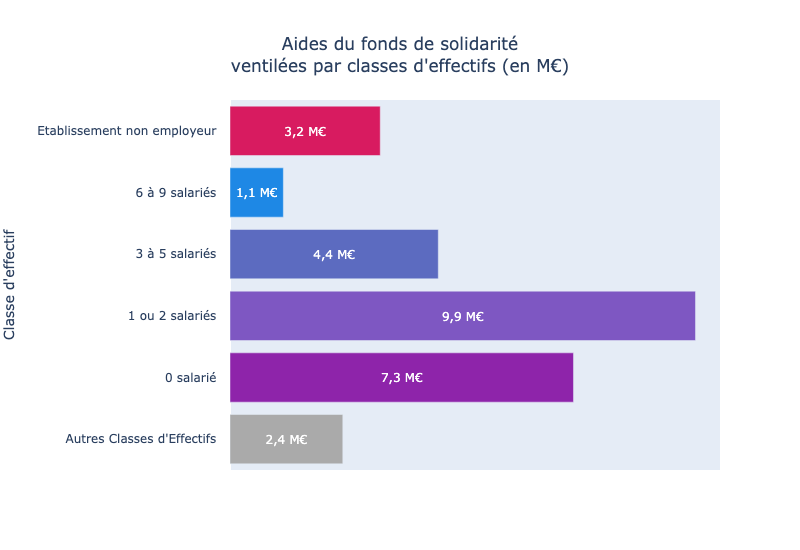 Aides du fonds de solidarité
ventilées par classes d'effectifs (en M€)
Classe d'effectif
Etablissement non employeur
3,2 M€
6 à 9 salariés
1,1 M€
3 à 5 salariés
4,4 M€
1 ou 2 salariés
9,9 M€
0 salarié
7,3 M€
Autres Classes d'Effectifs
2,4 M€